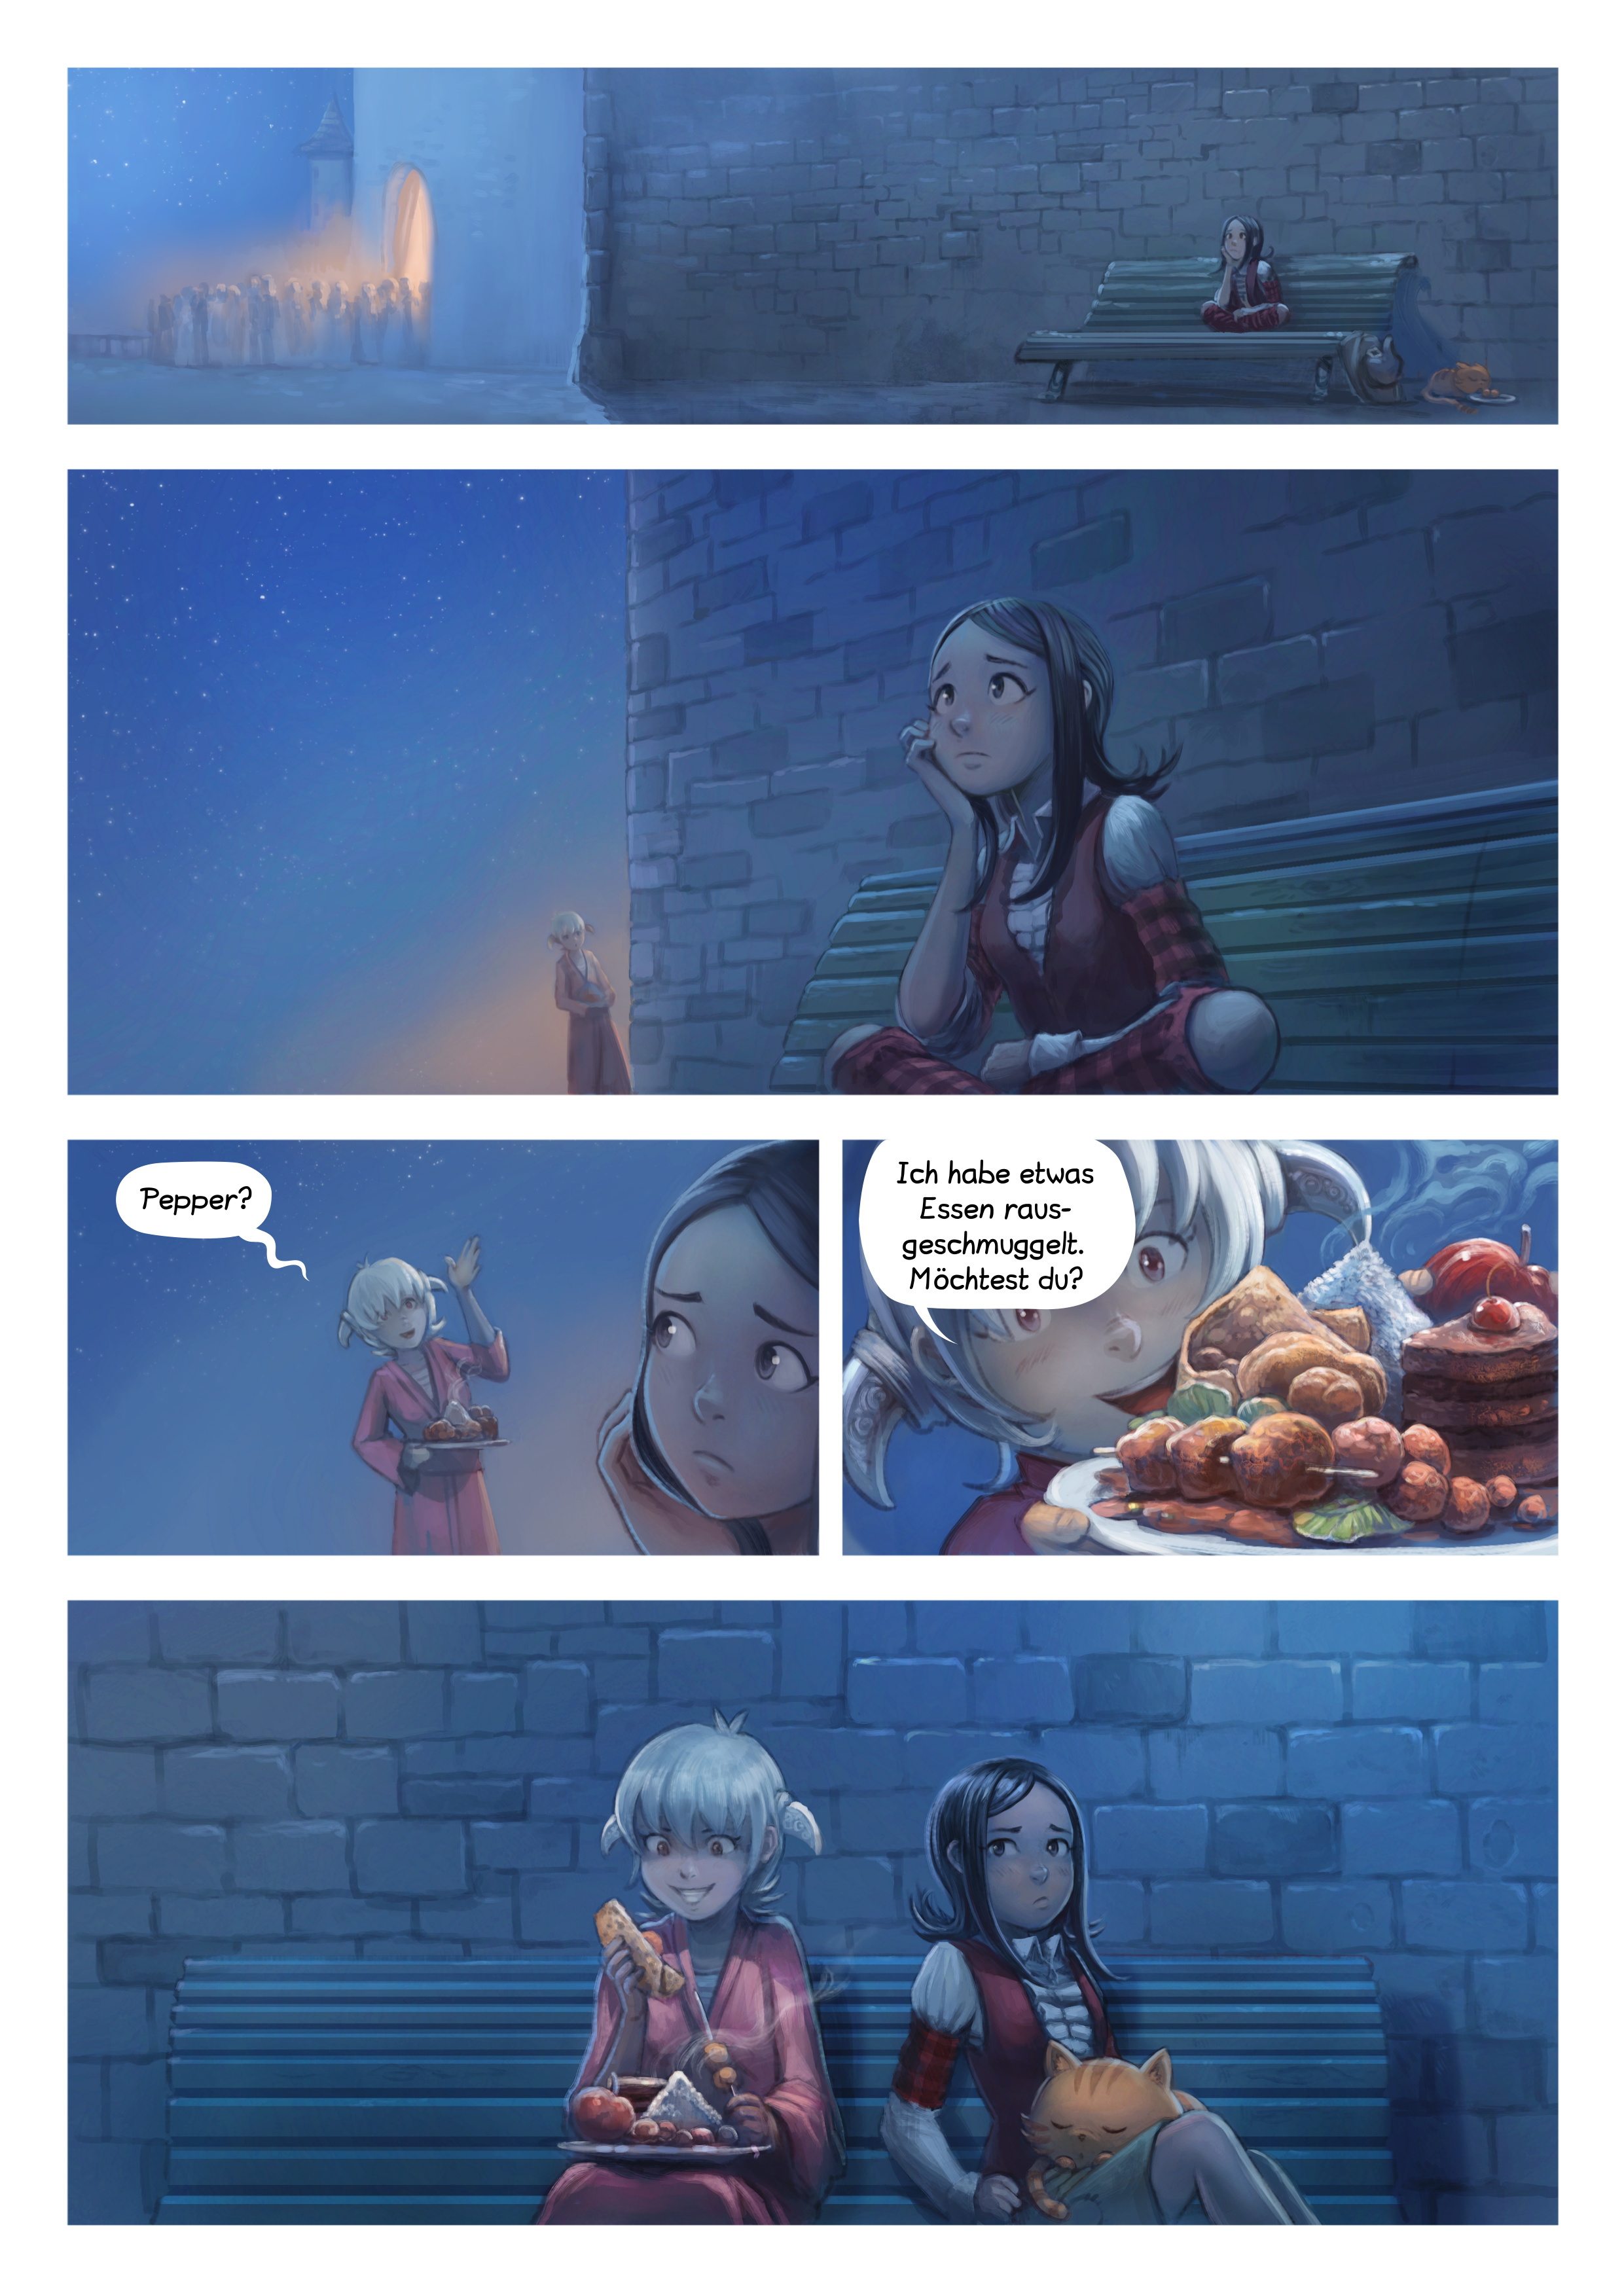 Pepper?
Ich habe etwas
Essen raus-
geschmuggelt.
Möchtest du?